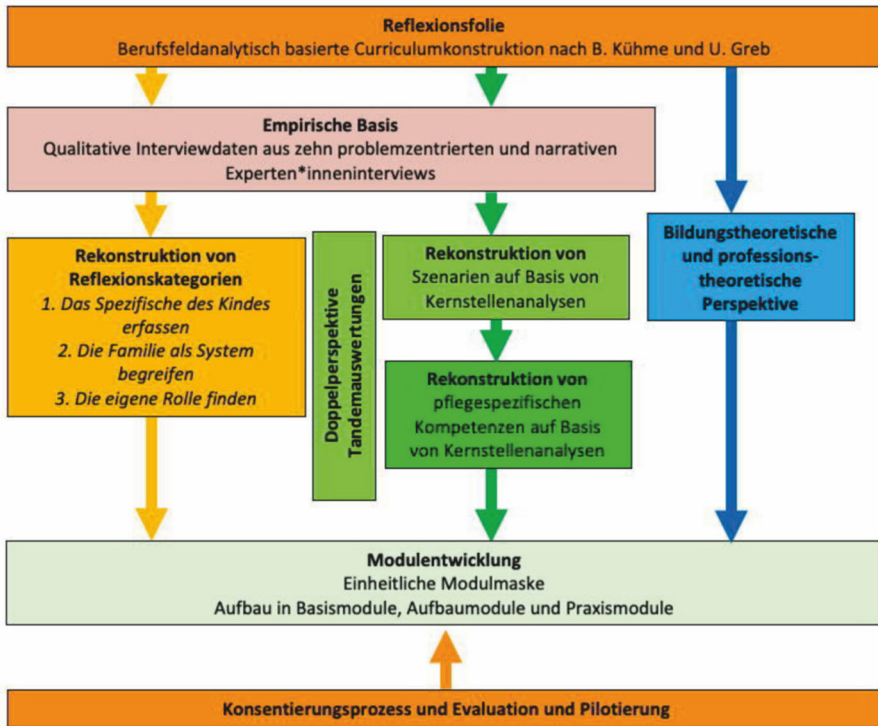 Reflexionsfolie
Berufsfeldanalytisch basierte Curriculumkonstruktion nach B. Kühme und U. Greb
Empirische Basis
Qualitative Interviewdaten aus zehn problemzentrierten und narrativen
Experten*inneninterviews
Rekonstruktion von
Reflexionskategorien
1. Das Spezifische des Kindes
erfassen
2. Die Familie als System
begreifen
3. Die eigene Rolle finden
Doppelperspektive
Tandemauswertungen
Rekonstruktion von
Szenarien auf Basis von
Kernstellenanalysen
Rekonstruktion von
pflegespezifischen
Kompetenzen auf Basis
von Kernstellenanalysen
Bildungstheoretische
und professions-
theoretische
Perspektive
Modulentwicklung
Einheitliche Modulmaske
Aufbau in Basismodule, Aufbaumodule und Praxismodule
Konsentierungsprozess und Evaluation und Pilotierung